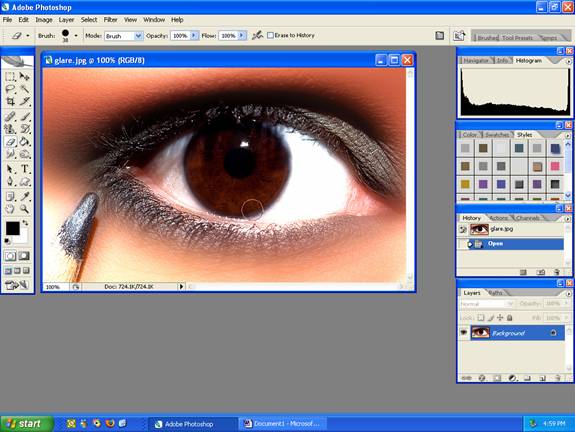 Adobe Photoshop
File Edit Image Layer Select Filter View Window Help
Brush: 38 Mode: Brush Opacity: 100% Flow: 100% Erase to History
Brushes Tool Presets Comps
glare.jpg @ 100% (RGB/8)
Navigator Info Histogram
Color Swatches Styles
History Actions Channels
glare.jpg
Open
100% Doc: 724.1K/724.1K
Layers Paths
Normal Opacity: 100%
Lock: Fill: 100%
Background
start Adobe Photoshop Document1 - Microsof... 4:59 PM